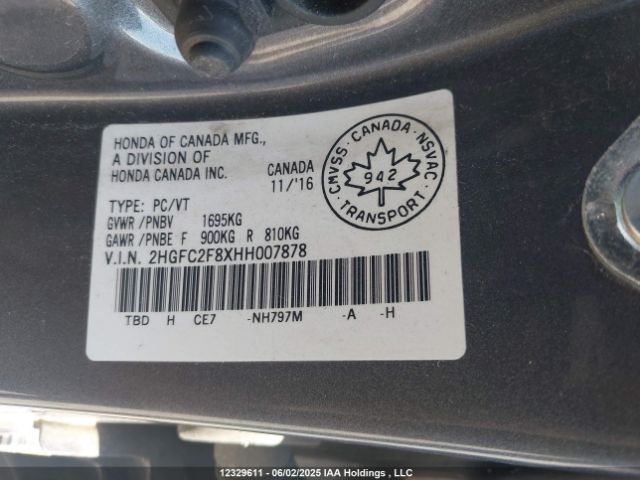 HONDA OF CANADA MFG.,
A DIVISION OF
HONDA CANADA INC.
CANADA
11/'16
CMVSS · CANADA · NSVAC
942
TRANSPORT
TYPE: PC/VT
GVWR /PNBV 1695KG
GAWR /PNBE F 900KG R 810KG
V.I.N. 2HGFC2F8XHH007878
TBD H CE7 -NH797M -A -H
12329611 - 06/02/2025 IAA Holdings , LLC